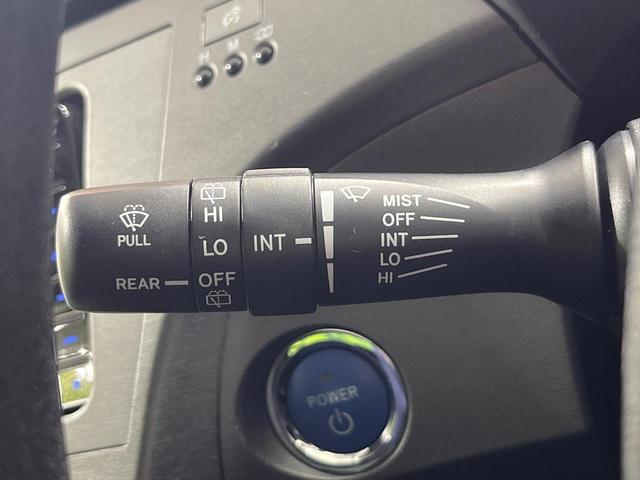 H M
PULL
REAR
HI
LO
OFF
INT
MIST
OFF
INT
LO
HI
POWER